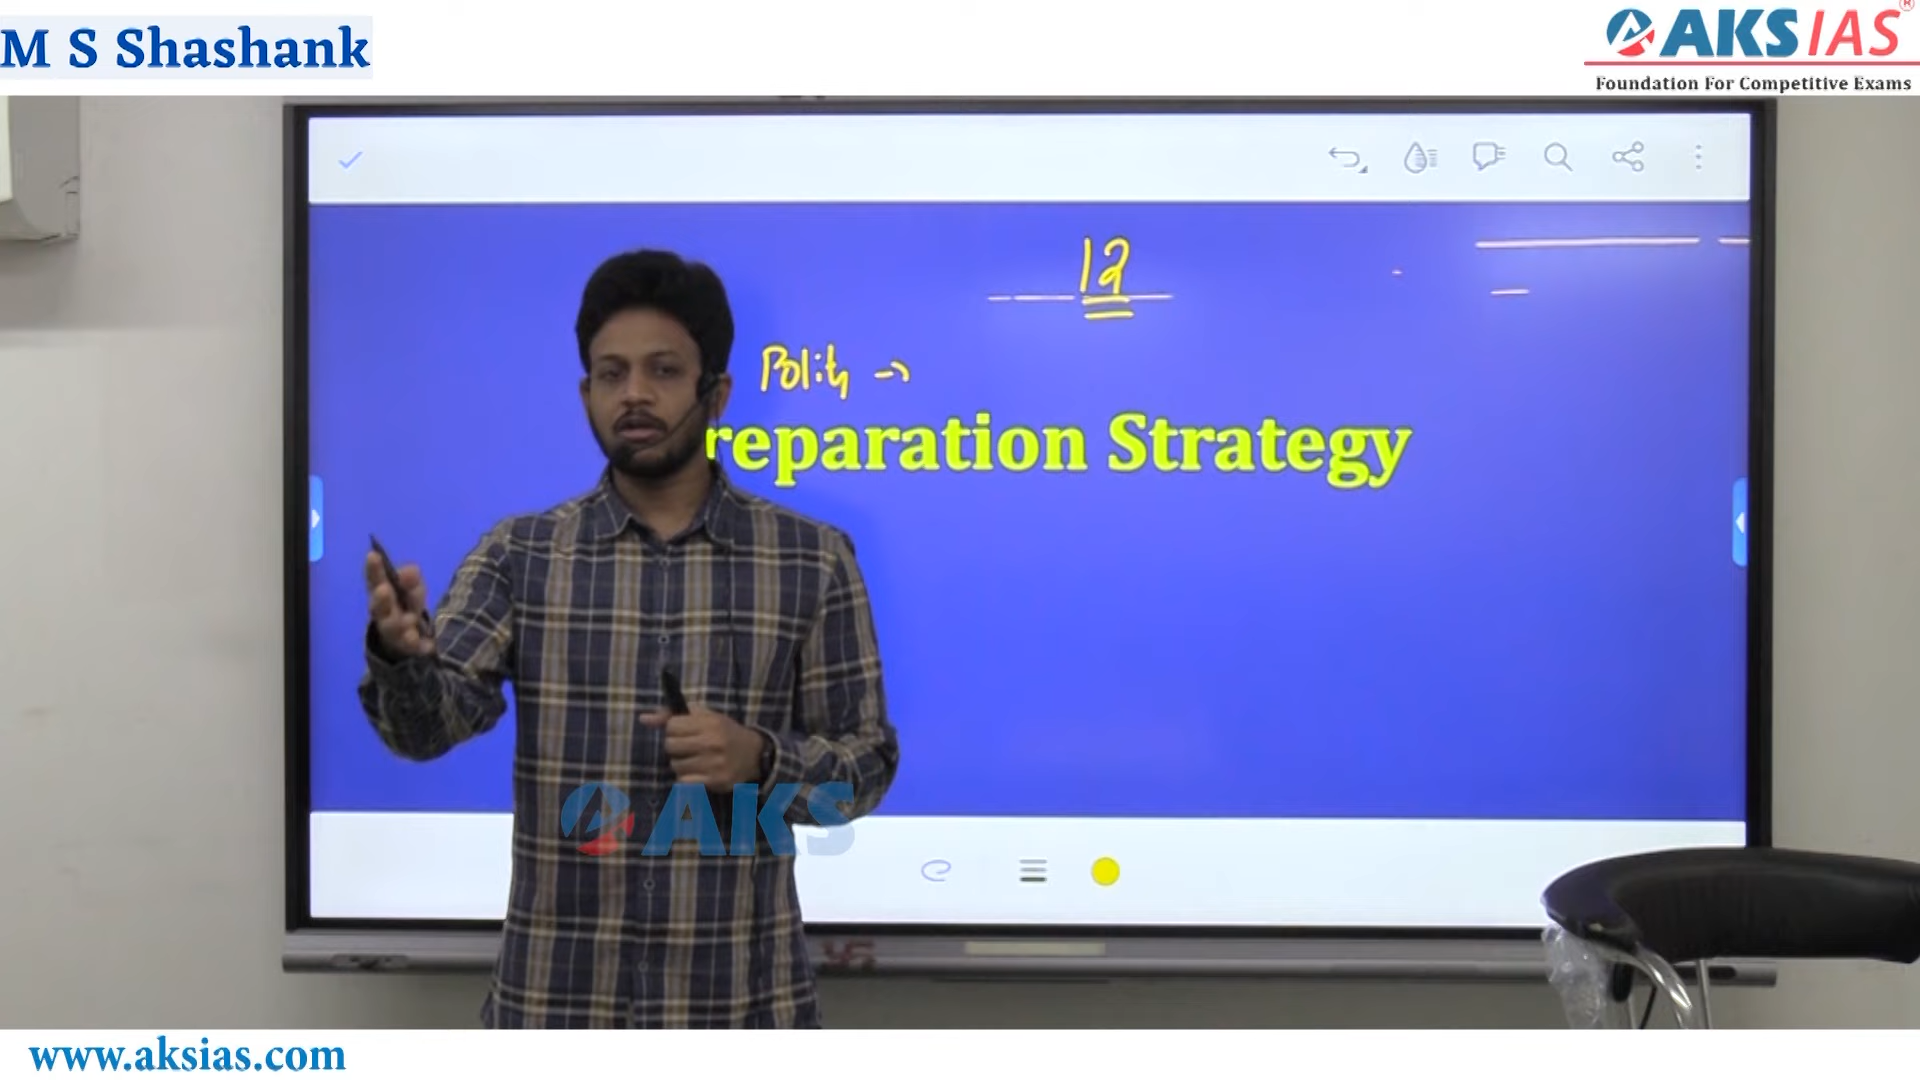 M S Shashank
AKS IAS®
Foundation For Competitive Exams
12
Polity →
reparation Strategy
AKS
www.aksias.com